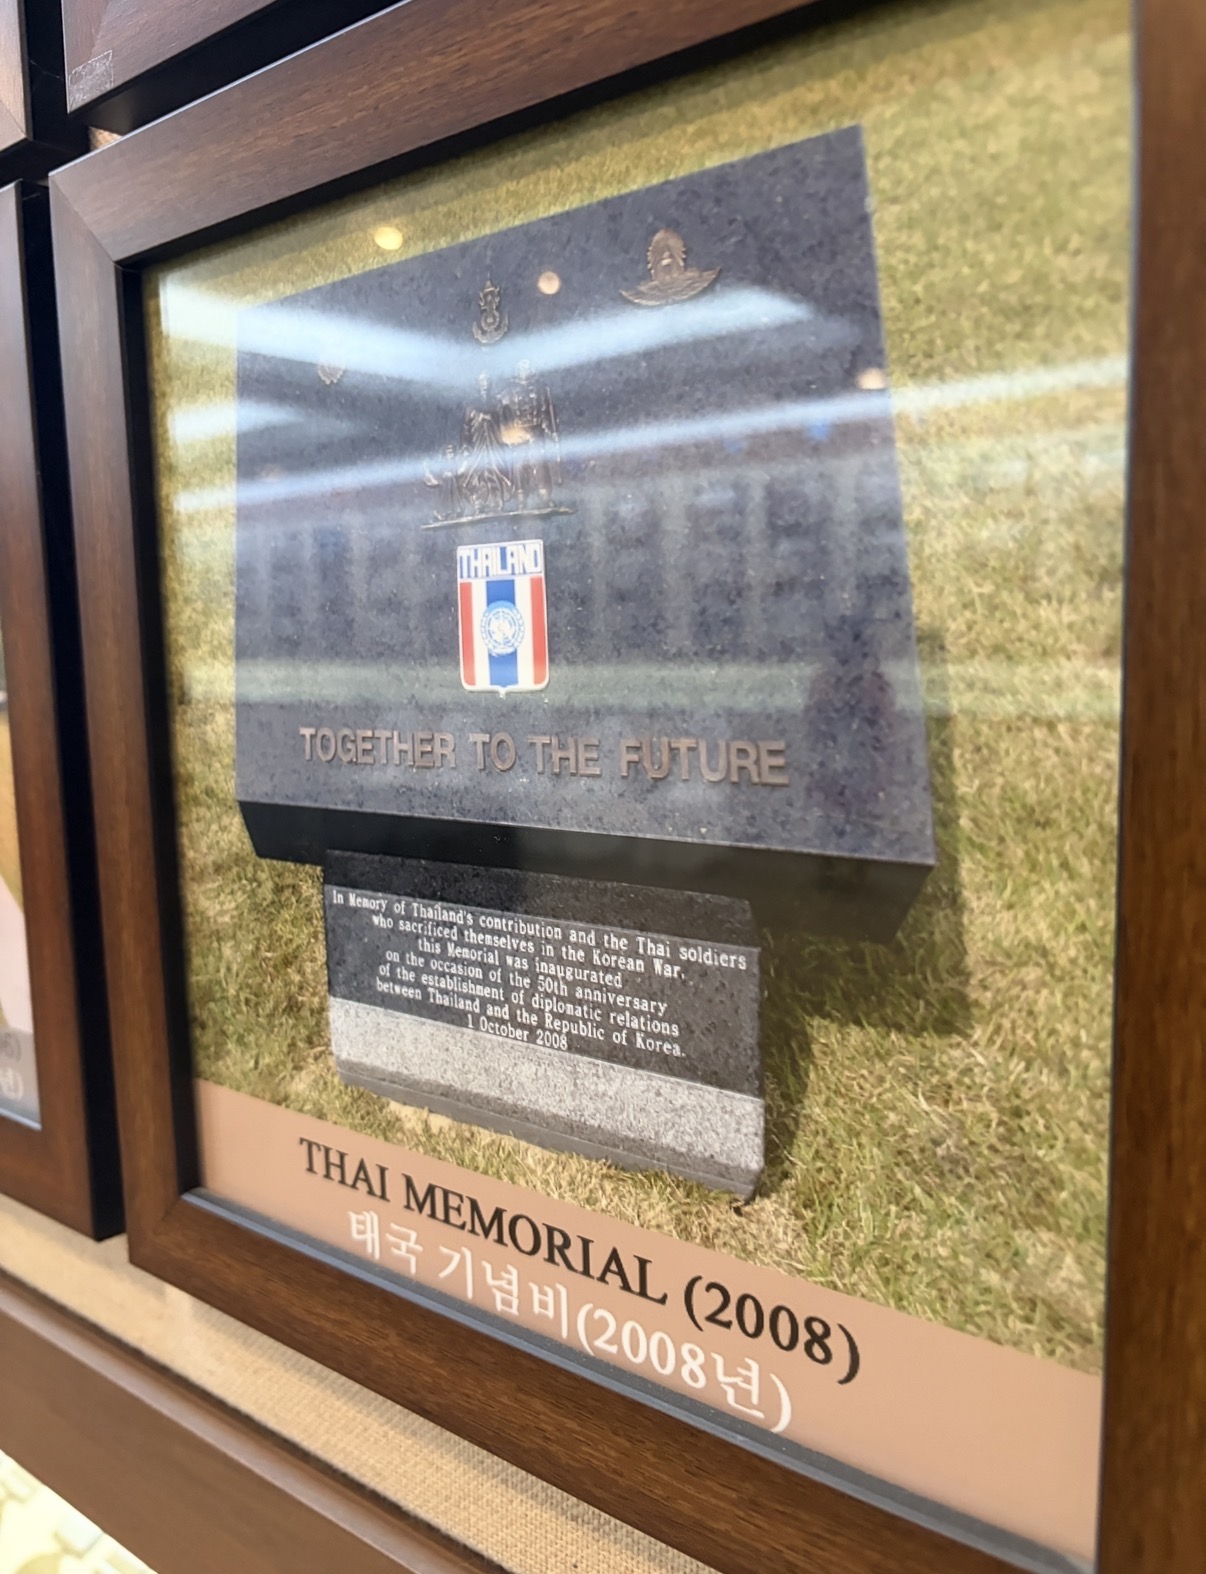 THAILAND
TOGETHER TO THE FUTURE
In Memory of Thailand's contribution and the Thai soldiers
who sacrificed themselves in the Korean War,
this Memorial was inaugurated
on the occasion of the 50th anniversary
of the establishment of diplomatic relations
between Thailand and the Republic of Korea.
1 October 2008
THAI MEMORIAL (2008)
태국 기념비(2008년)